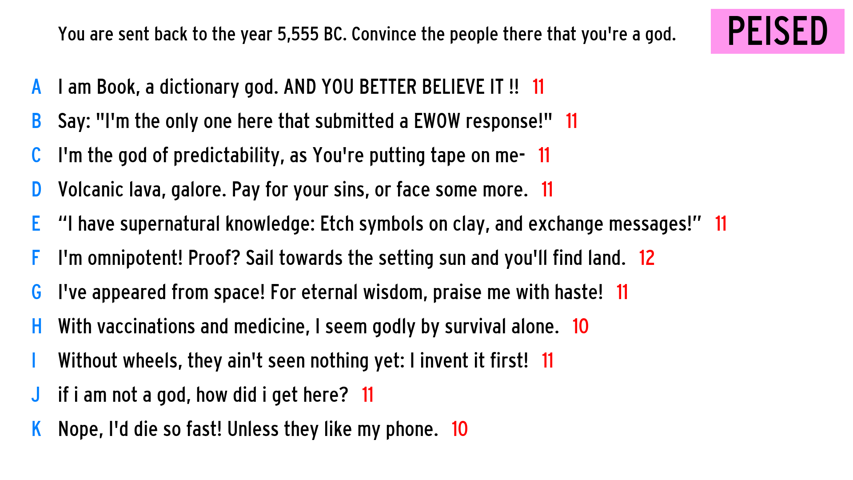 You are sent back to the year 5,555 BC. Convince the people there that you're a god.
PEISED
A I am Book, a dictionary god. AND YOU BETTER BELIEVE IT !! 11
B Say: "I'm the only one here that submitted a EWOW response!" 11
C I'm the god of predictability, as You're putting tape on me- 11
D Volcanic lava, galore. Pay for your sins, or face some more. 11
E “I have supernatural knowledge: Etch symbols on clay, and exchange messages!” 11
F I'm omnipotent! Proof? Sail towards the setting sun and you'll find land. 12
G I've appeared from space! For eternal wisdom, praise me with haste! 11
H With vaccinations and medicine, I seem godly by survival alone. 10
I Without wheels, they ain't seen nothing yet: I invent it first! 11
J if i am not a god, how did i get here? 11
K Nope, I'd die so fast! Unless they like my phone. 10